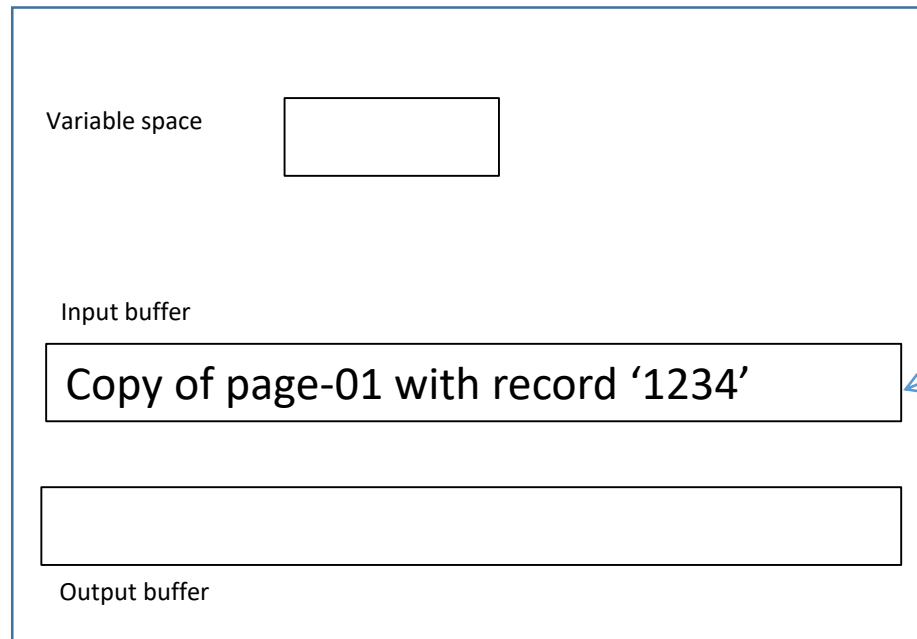 Variable space
Input buffer
Copy of page-01 with record ‘1234’
Output buffer